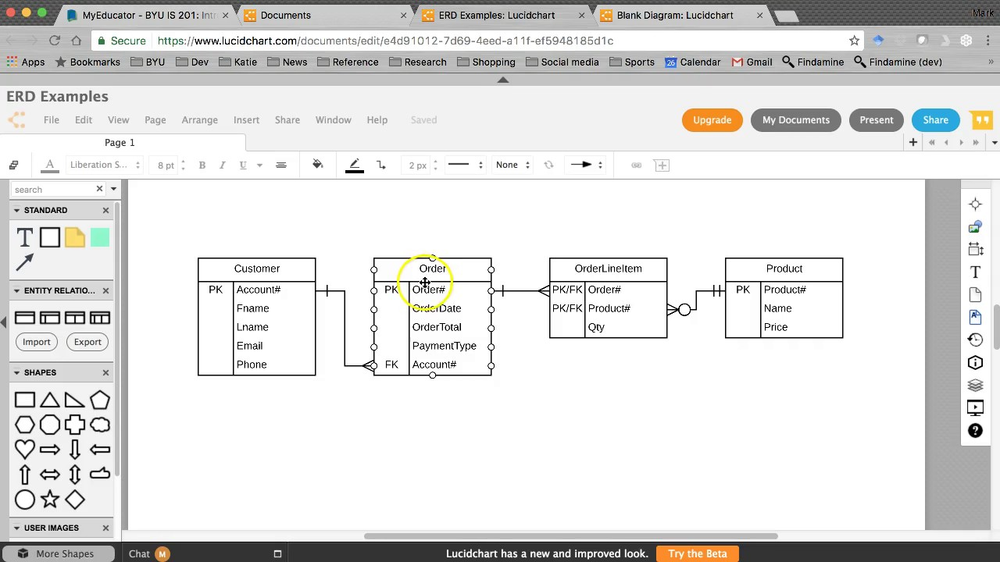 MyEducator - BYU IS 201: Intr
Documents
ERD Examples: Lucidchart
Blank Diagram: Lucidchart
Mark
Secure
https://www.lucidchart.com/documents/edit/e4d91012-7d69-4eed-a11f-ef5948185d1c
Apps
Bookmarks
BYU
Dev
Katie
News
Reference
Research
Shopping
Social media
Sports
26
Calendar
Gmail
Findamine
Findamine (dev)
»
ERD Examples
File
Edit
View
Page
Arrange
Insert
Share
Window
Help
Saved
Upgrade
My Documents
Present
Share
Page 1
A
Liberation S...
8 pt
B
I
U
2 px
None
search
STANDARD
T
ENTITY RELATIO...
Import
Export
SHAPES
USER IMAGES
More Shapes
Customer
PK Account#
Fname
Lname
Email
Phone
Order
PK Order#
OrderDate
OrderTotal
PaymentType
FK Account#
OrderLineItem
PK/FK Order#
PK/FK Product#
Qty
Product
PK Product#
Name
Price
T
Chat
M
Lucidchart has a new and improved look.
Try the Beta